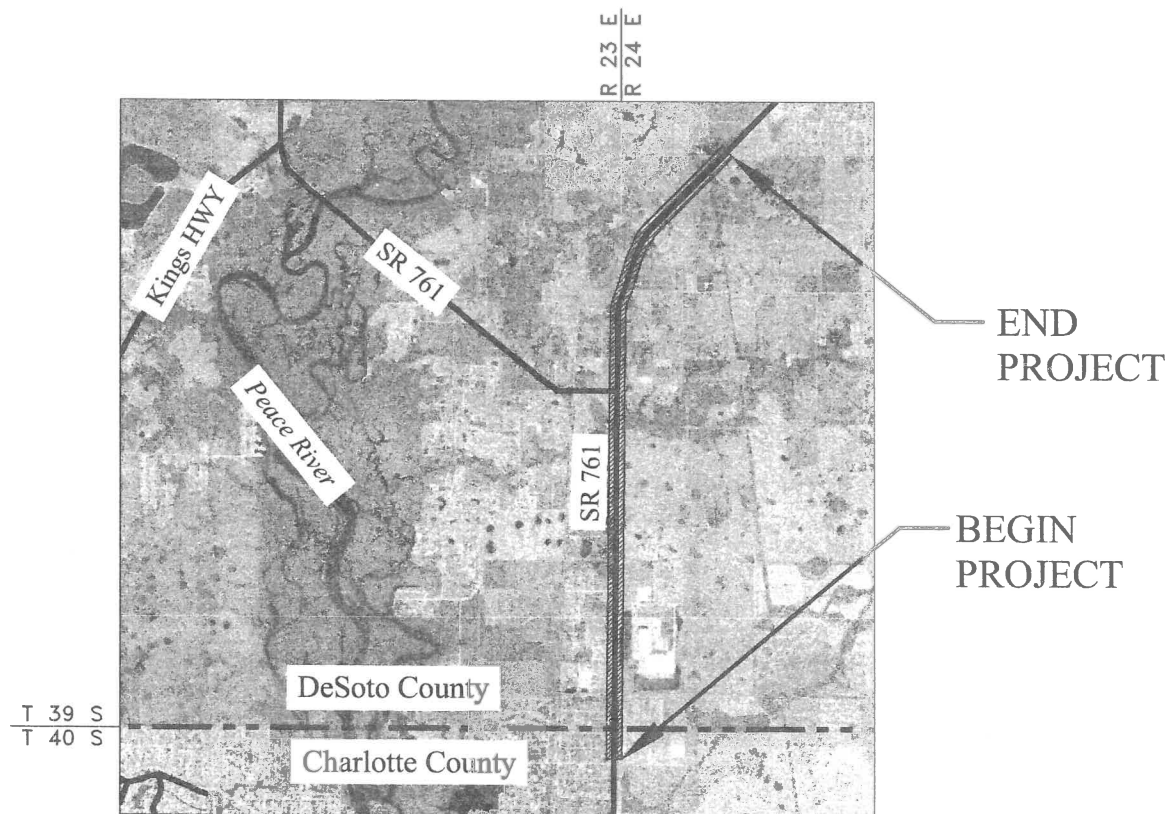 R 23 E
R 24 E
Kings HWY
SR 761
Peace River
SR 761
END
PROJECT
BEGIN
PROJECT
DeSoto County
T 39 S
T 40 S
Charlotte County